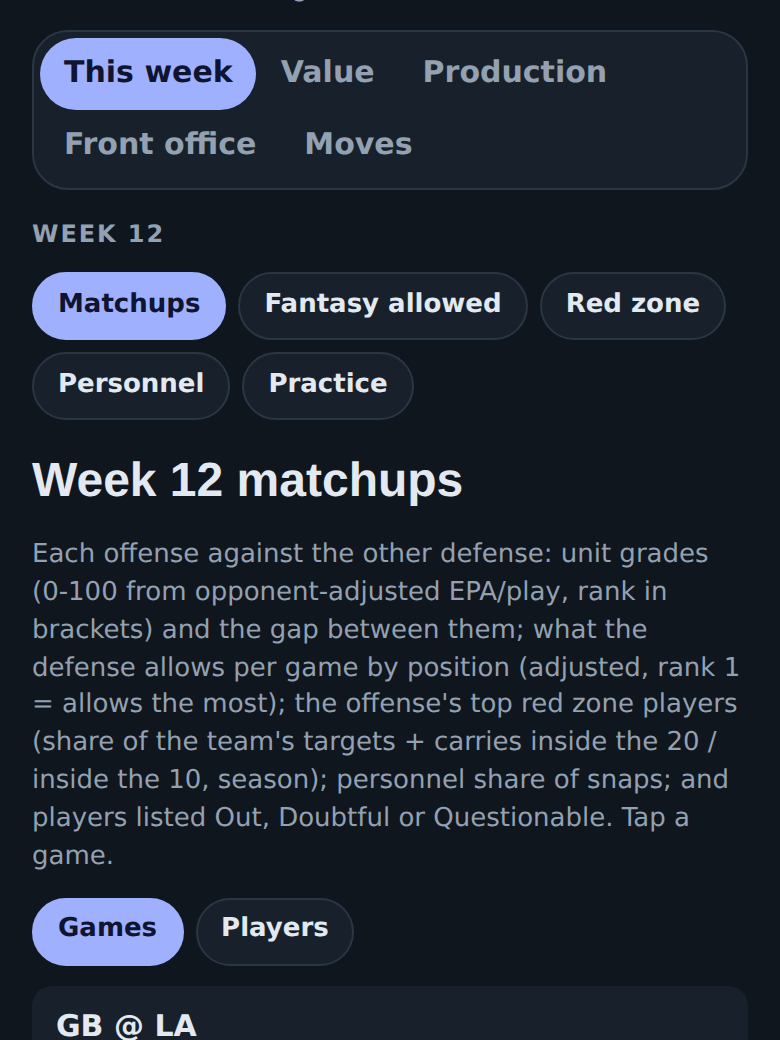 This week Value Production
Front office Moves
WEEK 12
Matchups Fantasy allowed Red zone
Personnel Practice
Week 12 matchups
Each offense against the other defense: unit grades
(0-100 from opponent-adjusted EPA/play, rank in
brackets) and the gap between them; what the
defense allows per game by position (adjusted, rank 1
= allows the most); the offense's top red zone players
(share of the team's targets + carries inside the 20 /
inside the 10, season); personnel share of snaps; and
players listed Out, Doubtful or Questionable. Tap a
game.
Games Players
GB @ LA